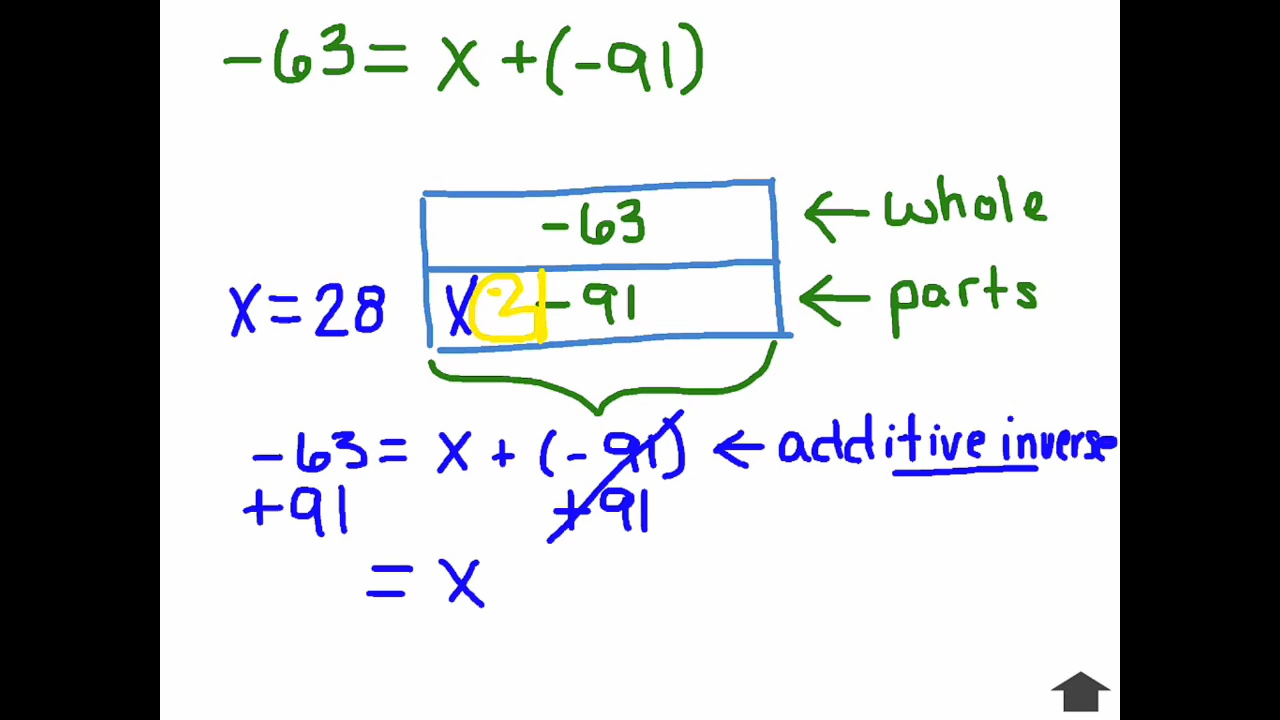 -63 = x + (-91)
-63 ← whole
x = 28 x -91 ← parts
-63 = x + (-91) ← additive inverse
+91 +91
= x